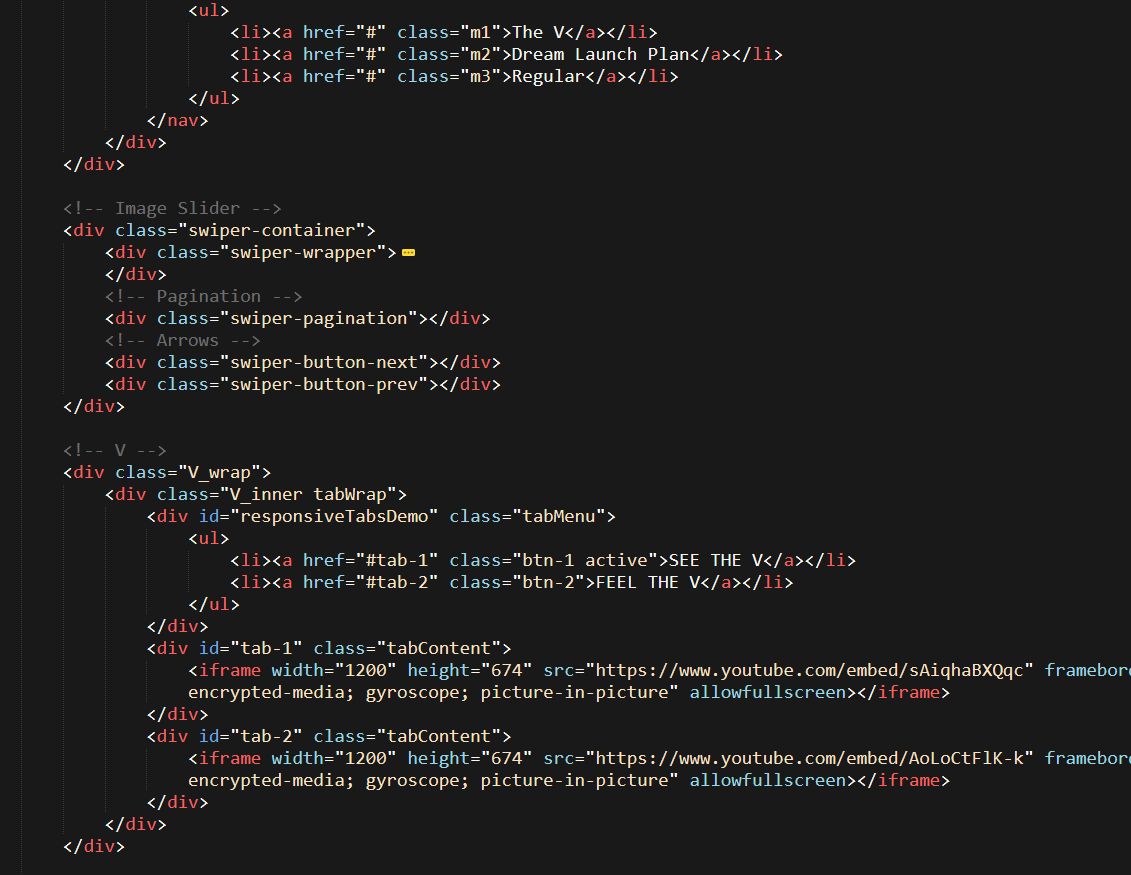 <ul>
<li><a href="#" class="m1">The V</a></li>
<li><a href="#" class="m2">Dream Launch Plan</a></li>
<li><a href="#" class="m3">Regular</a></li>
</ul>
</nav>
</div>
</div>
<!-- Image Slider -->
<div class="swiper-container">
<div class="swiper-wrapper">
</div>
<!-- Pagination -->
<div class="swiper-pagination"></div>
<!-- Arrows -->
<div class="swiper-button-next"></div>
<div class="swiper-button-prev"></div>
</div>
<!-- V -->
<div class="V_wrap">
<div class="V_inner tabWrap">
<div id="responsiveTabsDemo" class="tabMenu">
<ul>
<li><a href="#tab-1" class="btn-1 active">SEE THE V</a></li>
<li><a href="#tab-2" class="btn-2">FEEL THE V</a></li>
</ul>
</div>
<div id="tab-1" class="tabContent">
<iframe width="1200" height="674" src="https://www.youtube.com/embed/sAiqhaBXQqc" framebor
encrypted-media; gyroscope; picture-in-picture" allowfullscreen></iframe>
</div>
<div id="tab-2" class="tabContent">
<iframe width="1200" height="674" src="https://www.youtube.com/embed/AoLoCtFlK-k" framebor
encrypted-media; gyroscope; picture-in-picture" allowfullscreen></iframe>
</div>
</div>
</div>